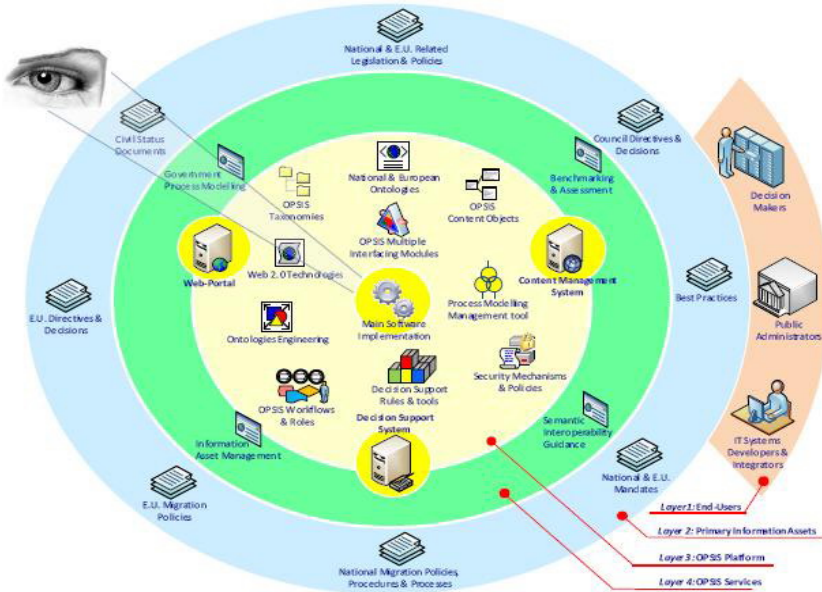 National & E.U. Related
Legislation & Policies
Civil Status
Documents
Council Directives &
Decisions
Government
Process Modelling
National & European
Ontologies
Benchmarking
& Assessment
Decision
Makers
OPSIS
Taxonomies
OPSIS
Content Objects
OPSIS Multiple
Interfacing Modules
Web-Portal
Web 2.0 Technologies
Content Management
System
E.U. Directives &
Decisions
Best Practices
Process Modelling
Management tool
Main Software
Implementation
Ontologies Engineering
Public
Administrators
Security Mechanisms
& Policies
Decision Support
Rules & tools
OPSIS Workflows
& Roles
Decision Support
System
Semantic
Interoperability
Guidance
Information
Asset Management
IT Systems
Developers &
Integrators
National & E.U.
Mandates
E.U. Migration
Policies
National Migration Policies,
Procedures & Processes
Layer1: End-Users
Layer 2: Primary Information Assets
Layer 3: OPSIS Platform
Layer 4: OPSIS Services